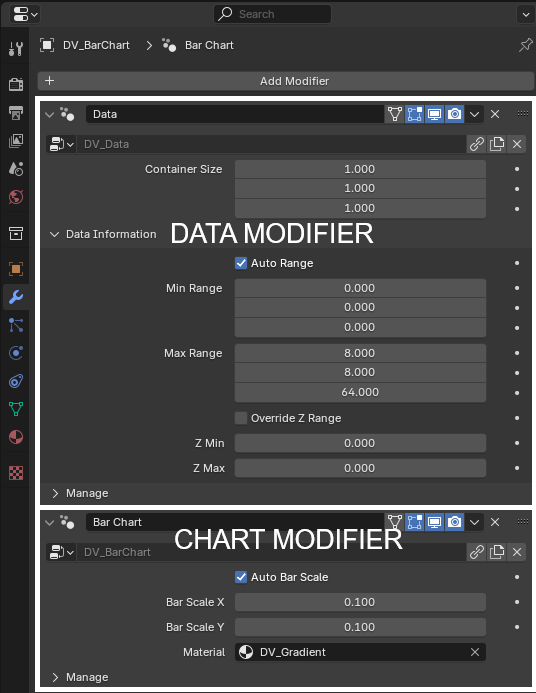 Search
DV_BarChart > Bar Chart
+ Add Modifier
Data
DV_Data
Container Size 1.000
1.000
1.000
Data Information
DATA MODIFIER
Auto Range
Min Range 0.000
0.000
0.000
Max Range 8.000
8.000
64.000
Override Z Range
Z Min 0.000
Z Max 0.000
Manage
Bar Chart
CHART MODIFIER
DV_BarChart
Auto Bar Scale
Bar Scale X 0.100
Bar Scale Y 0.100
Material DV_Gradient
Manage